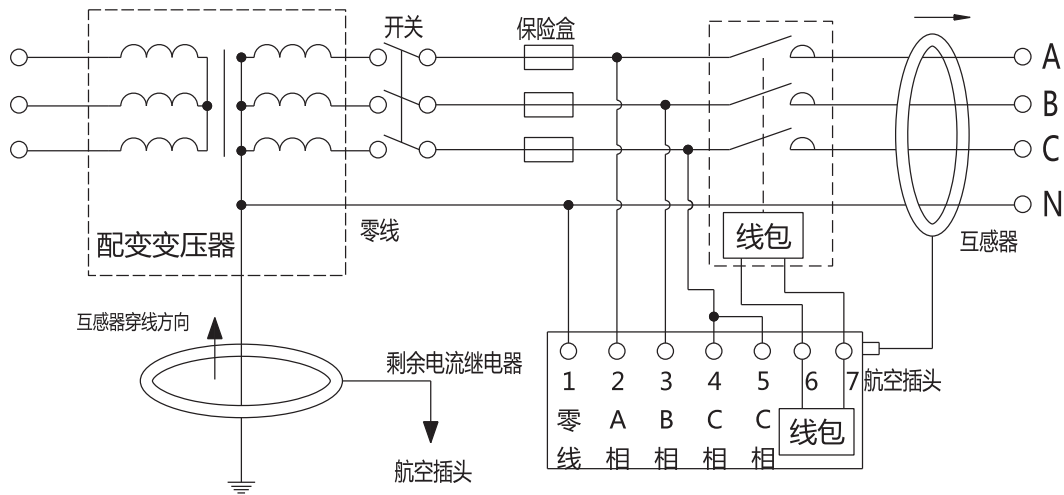 开关
保险盒
A
B
C
N
零线
配变变压器
线包
互感器
互感器穿线方向
剩余电流继电器
航空插头
1 2 3 4 5 6 7
航空插头
零 A B C C
线 相 相 相 相
线包